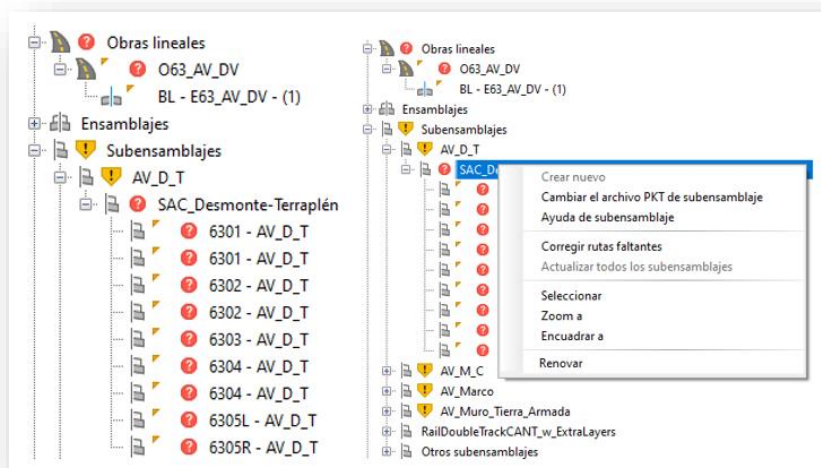 Obras lineales
O63_AV_DV
BL - E63_AV_DV - (1)
Ensamblajes
Subensamblajes
AV_D_T
SAC_Desmonte-Terraplén
6301 - AV_D_T
6301 - AV_D_T
6302 - AV_D_T
6302 - AV_D_T
6303 - AV_D_T
6304 - AV_D_T
6304 - AV_D_T
6305L - AV_D_T
6305R - AV_D_T
Obras lineales
O63_AV_DV
BL - E63_AV_DV - (1)
Ensamblajes
Subensamblajes
AV_D_T
SAC_De
Crear nuevo
Cambiar el archivo PKT de subensamblaje
Ayuda de subensamblaje
Corregir rutas faltantes
Actualizar todos los subensamblajes
Seleccionar
Zoom a
Encuadrar a
Renovar
AV_M_C
AV_Marco
AV_Muro_Tierra_Armada
RailDoubleTrackCANT_w_ExtraLayers
Otros subensamblajes